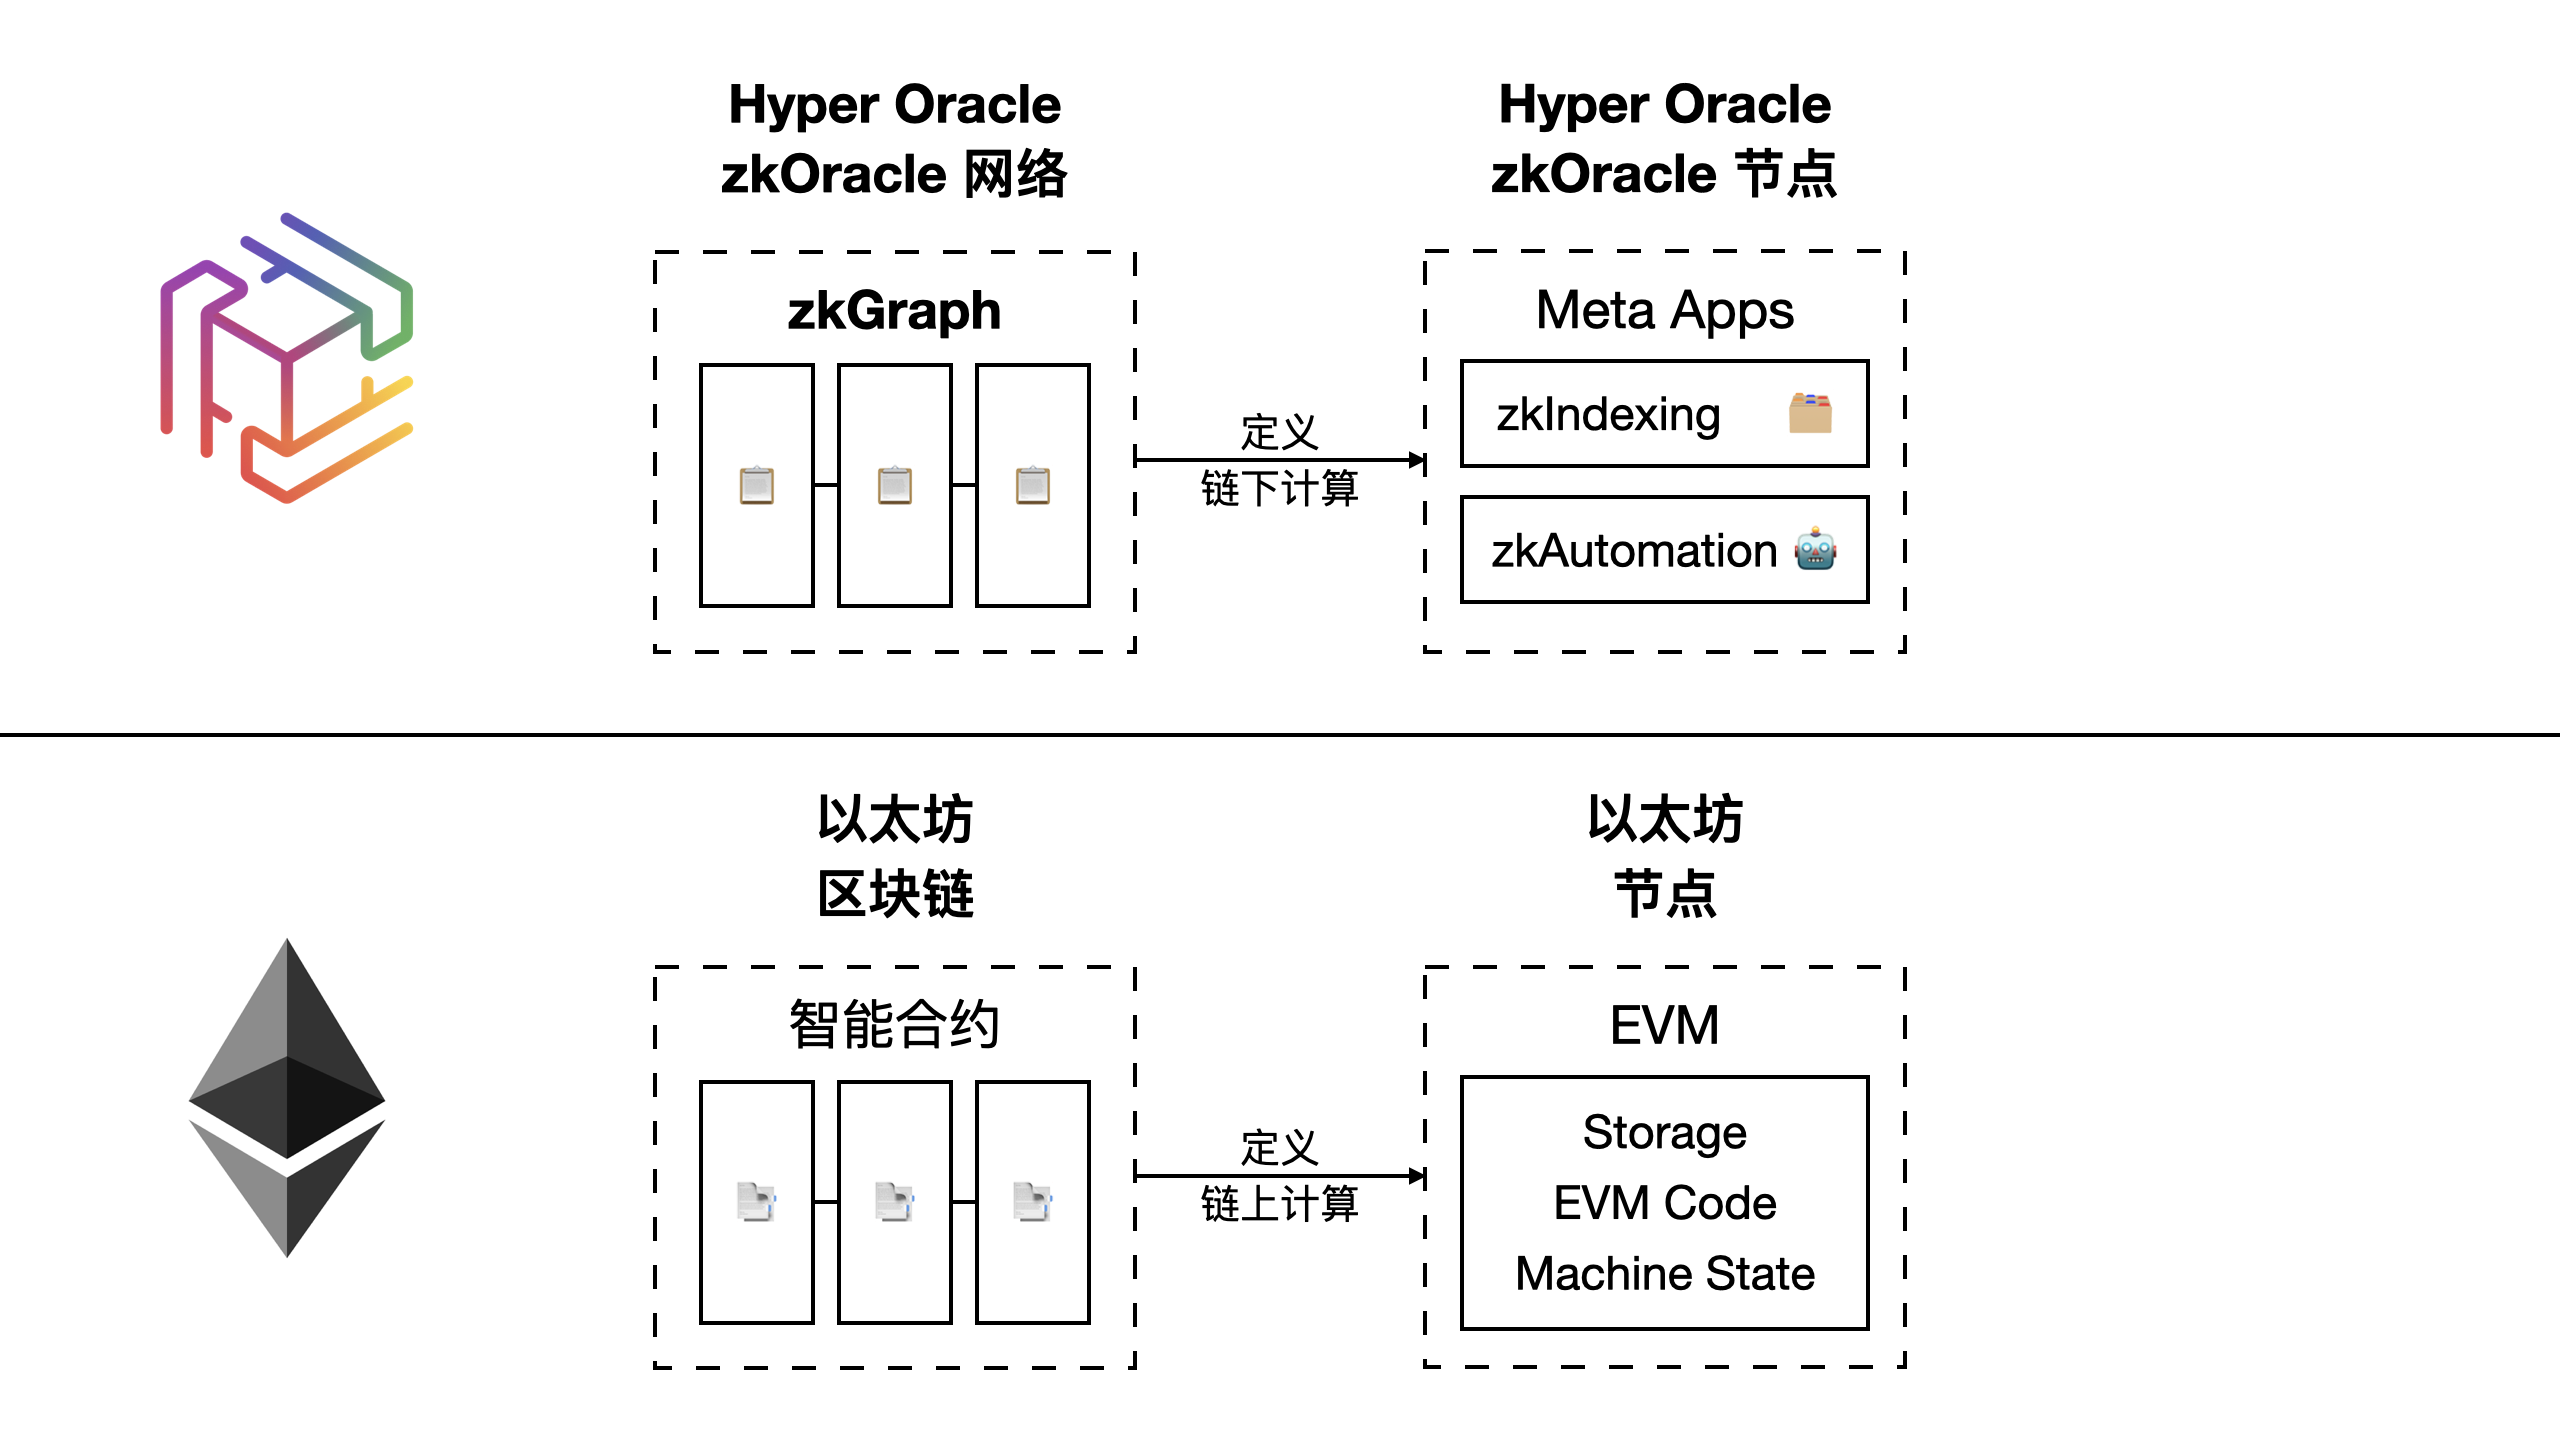 Hyper Oracle
zkOracle 网络
Hyper Oracle
zkOracle 节点
zkGraph
定义
链下计算
Meta Apps
zkIndexing
zkAutomation
以太坊
区块链
以太坊
节点
智能合约
定义
链上计算
EVM
Storage
EVM Code
Machine State